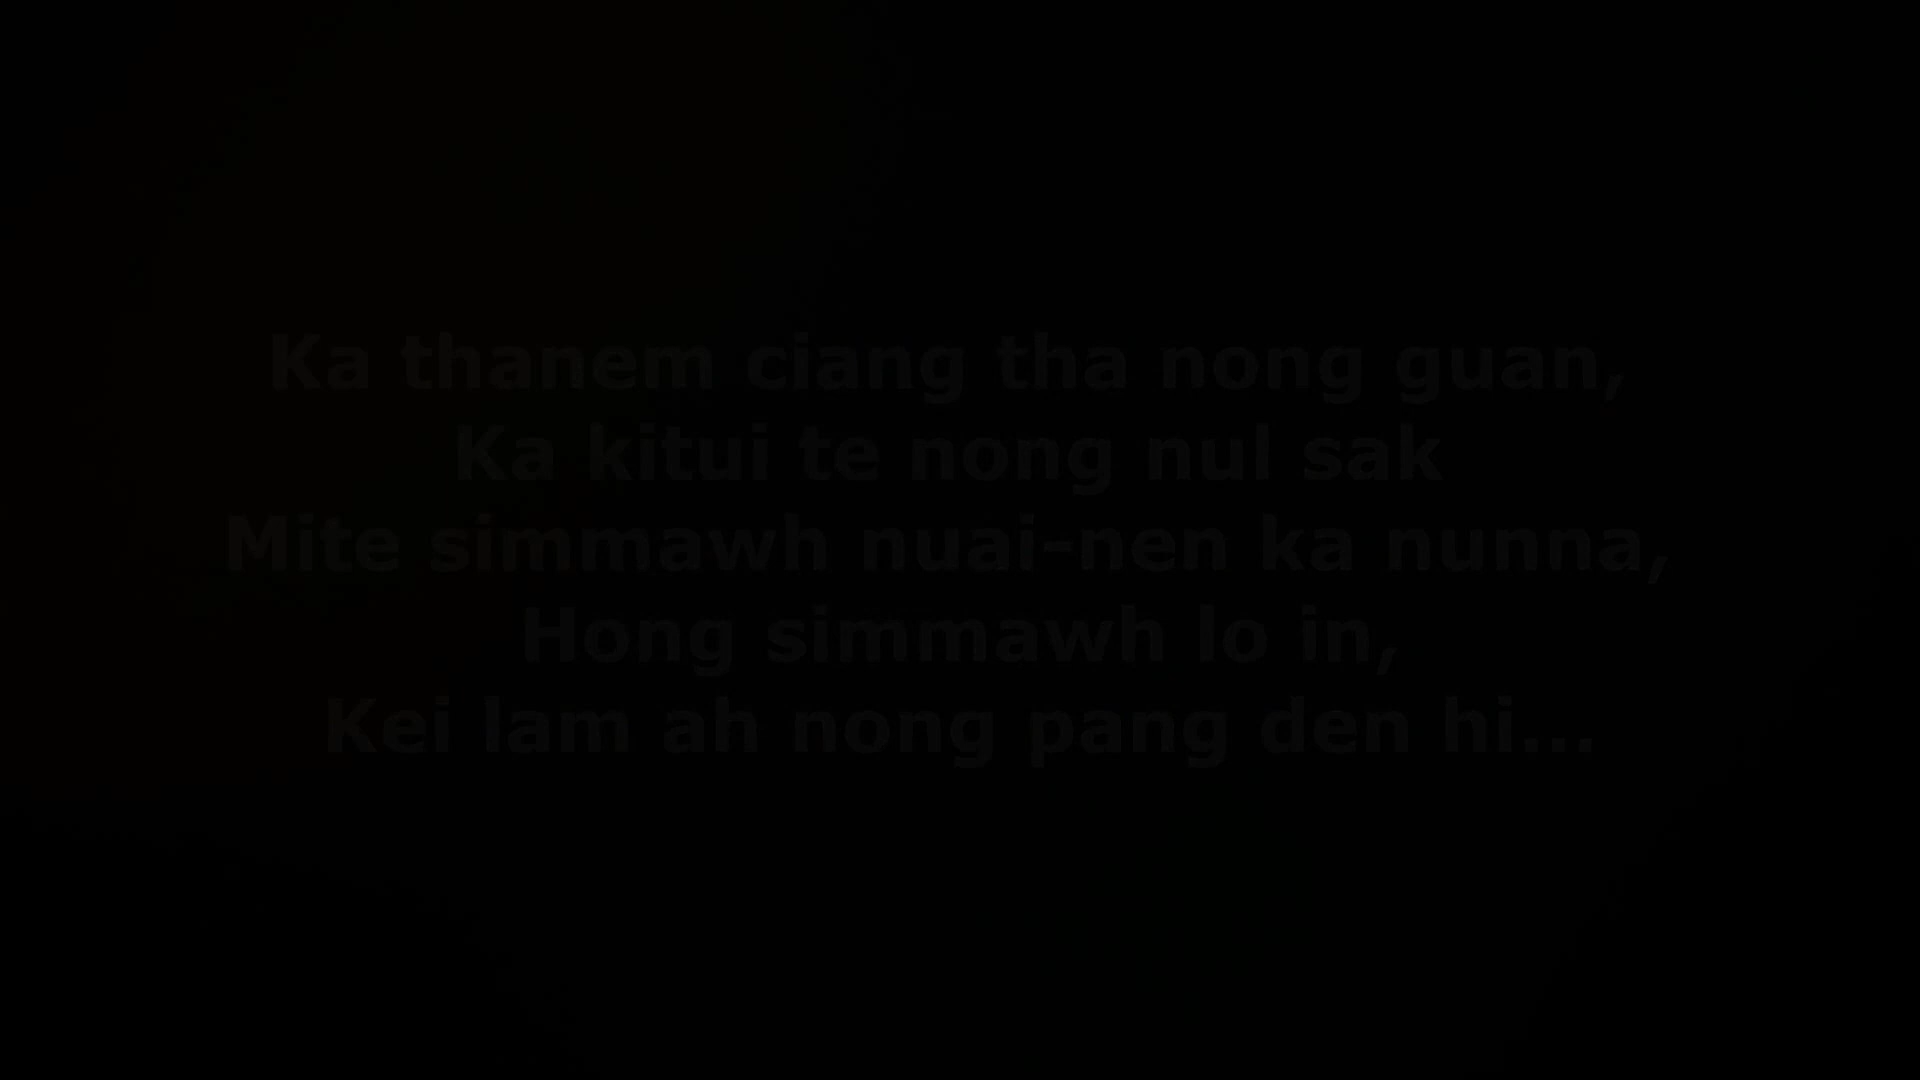 Ka thanem ciang tha nong guan,
Ka kitui te nong nul sak
Mite simmawh nuai-nen ka nunna,
Hong simmawh lo in,
Kei lam ah nong pang den hi...